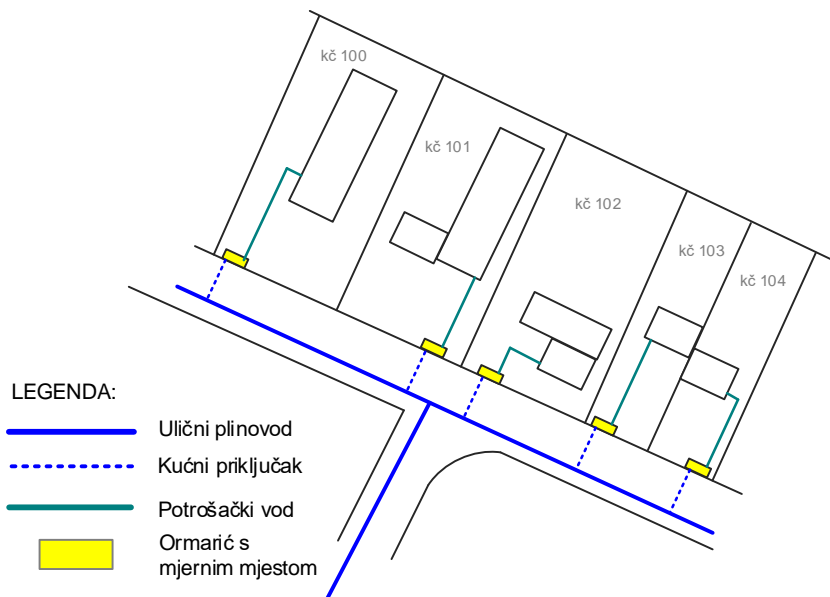 kč 100
kč 101
kč 102
kč 103
kč 104
LEGENDA:
Ulični plinovod
Kućni priključak
Potrošački vod
Ormarić s
mjernim mjestom